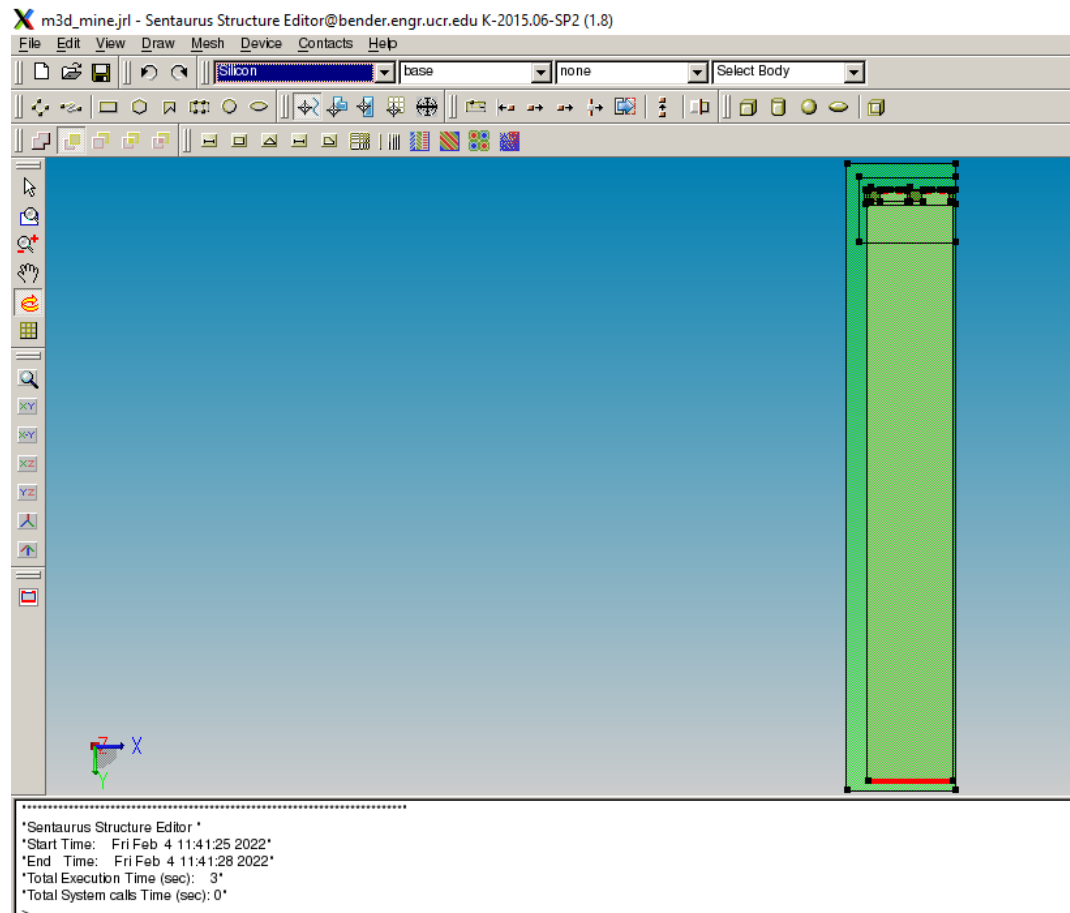 m3d_mine.jrl - Sentaurus Structure Editor@bender.engr.ucr.edu K-2015.06-SP2 (1.8)
File Edit View Draw Mesh Device Contacts Help
Silicon base none Select Body
XY
X-Y
XZ
YZ
Z X
Y
"Sentaurus Structure Editor "
"Start Time: Fri Feb 4 11:41:25 2022"
"End Time: Fri Feb 4 11:41:28 2022"
"Total Execution Time (sec): 3"
"Total System calls Time (sec): 0"
>